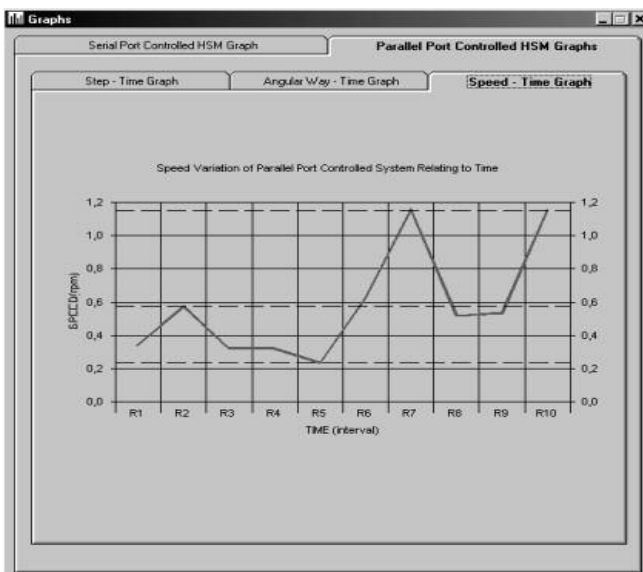 Graphs
Serial Port Controlled HSM Graph
Parallel Port Controlled HSM Graphs
Step - Time Graph
Angular Way - Time Graph
Speed - Time Graph
Speed Variation of Parallel Port Controlled System Relating to Time
1,2 1,2
1,0 1,0
0,8 0,8
0,6 0,6
0,4 0,4
0,2 0,2
0,0 0,0
SPEED(rpm)
R1 R2 R3 R4 R5 R6 R7 R8 R9 R10
TIME (interval)